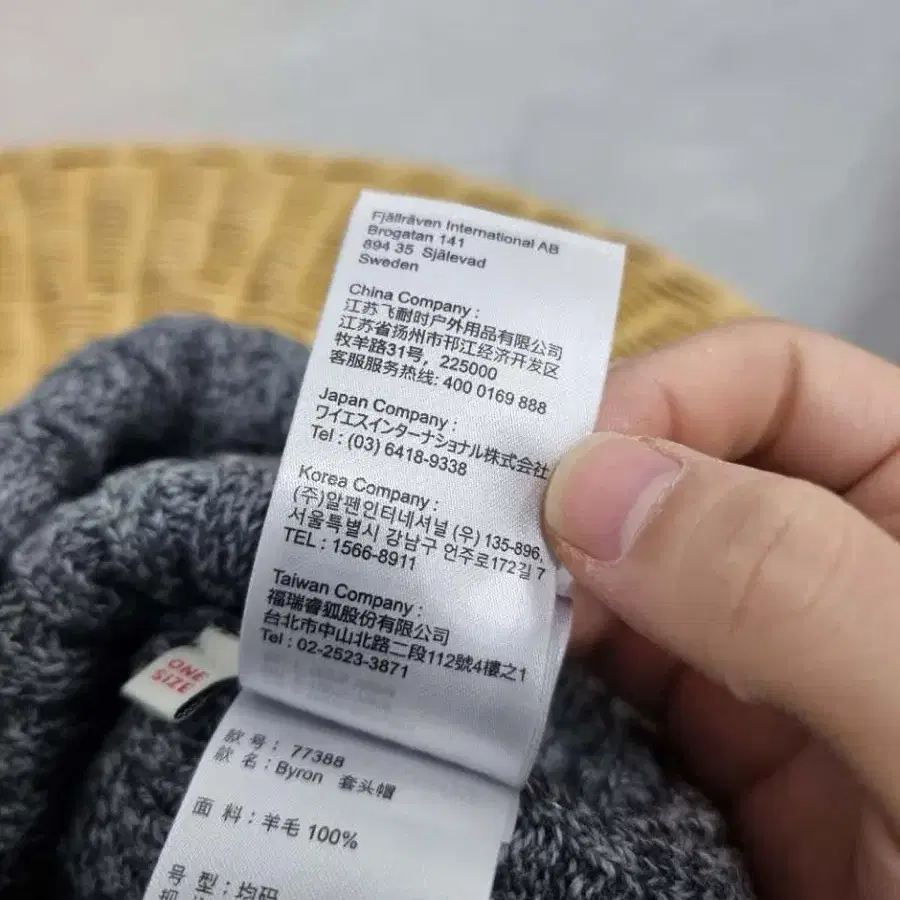 Fjällräven International AB
Brogatan 141
894 35 Själevad
Sweden
China Company :
江苏飞耐时户外用品有限公司
江苏省扬州市邗江经济开发区
牧羊路31号, 225000
客服服务热线: 400 0169 888
Japan Company :
ワイエスインターナショナル株式会社
Tel : (03) 6418-9338
Korea Company :
(주)알펜인터네셔널 (우) 135-896,
서울특별시 강남구 언주로172길 7
TEL : 1566-8911
Taiwan Company :
福瑞睿狐股份有限公司
台北市中山北路二段112號4樓之1
Tel : 02-2523-3871
ONE
SIZE
款 号 : 77388
款 名 : Byron 套头帽
面 料 : 羊毛 100%
号 型 : 均码